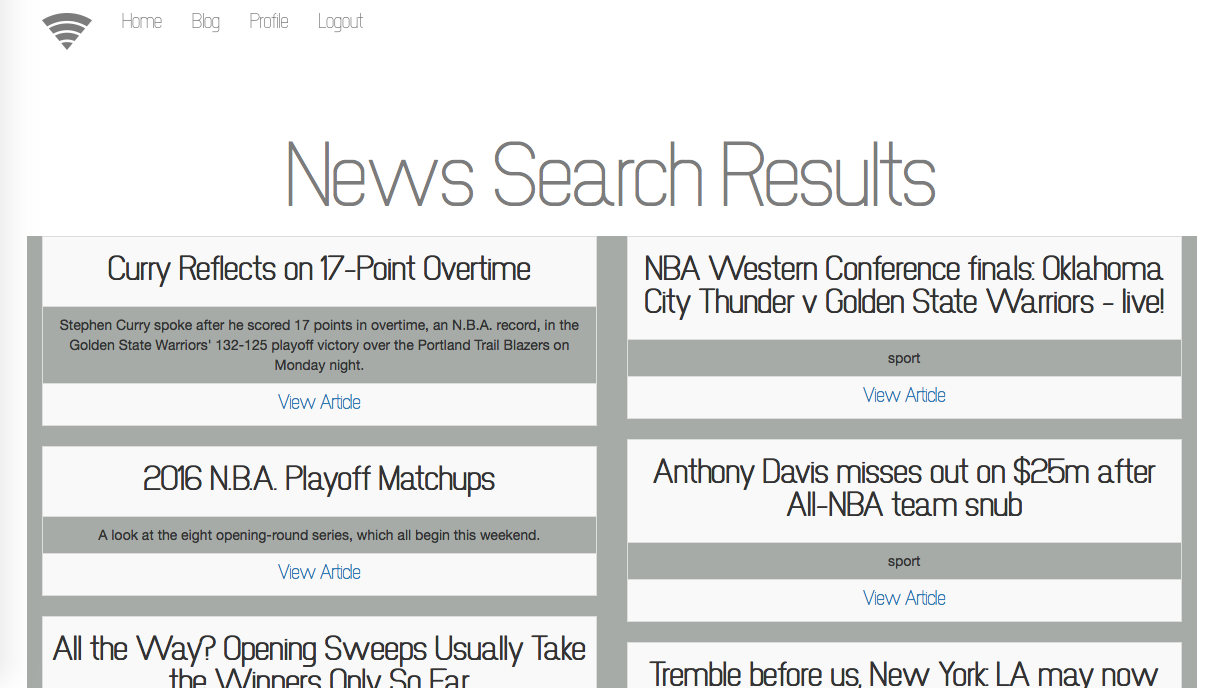 Home Blog Profile Logout
News Search Results
Curry Reflects on 17-Point Overtime
Stephen Curry spoke after he scored 17 points in overtime, an N.B.A. record, in the
Golden State Warriors' 132-125 playoff victory over the Portland Trail Blazers on
Monday night.
View Article
2016 N.B.A. Playoff Matchups
A look at the eight opening-round series, which all begin this weekend.
View Article
All the Way? Opening Sweeps Usually Take
the Winners Only So Far
NBA Western Conference finals: Oklahoma
City Thunder v Golden State Warriors - live!
sport
View Article
Anthony Davis misses out on $25m after
All-NBA team snub
sport
View Article
Tremble before us, New York: LA may now